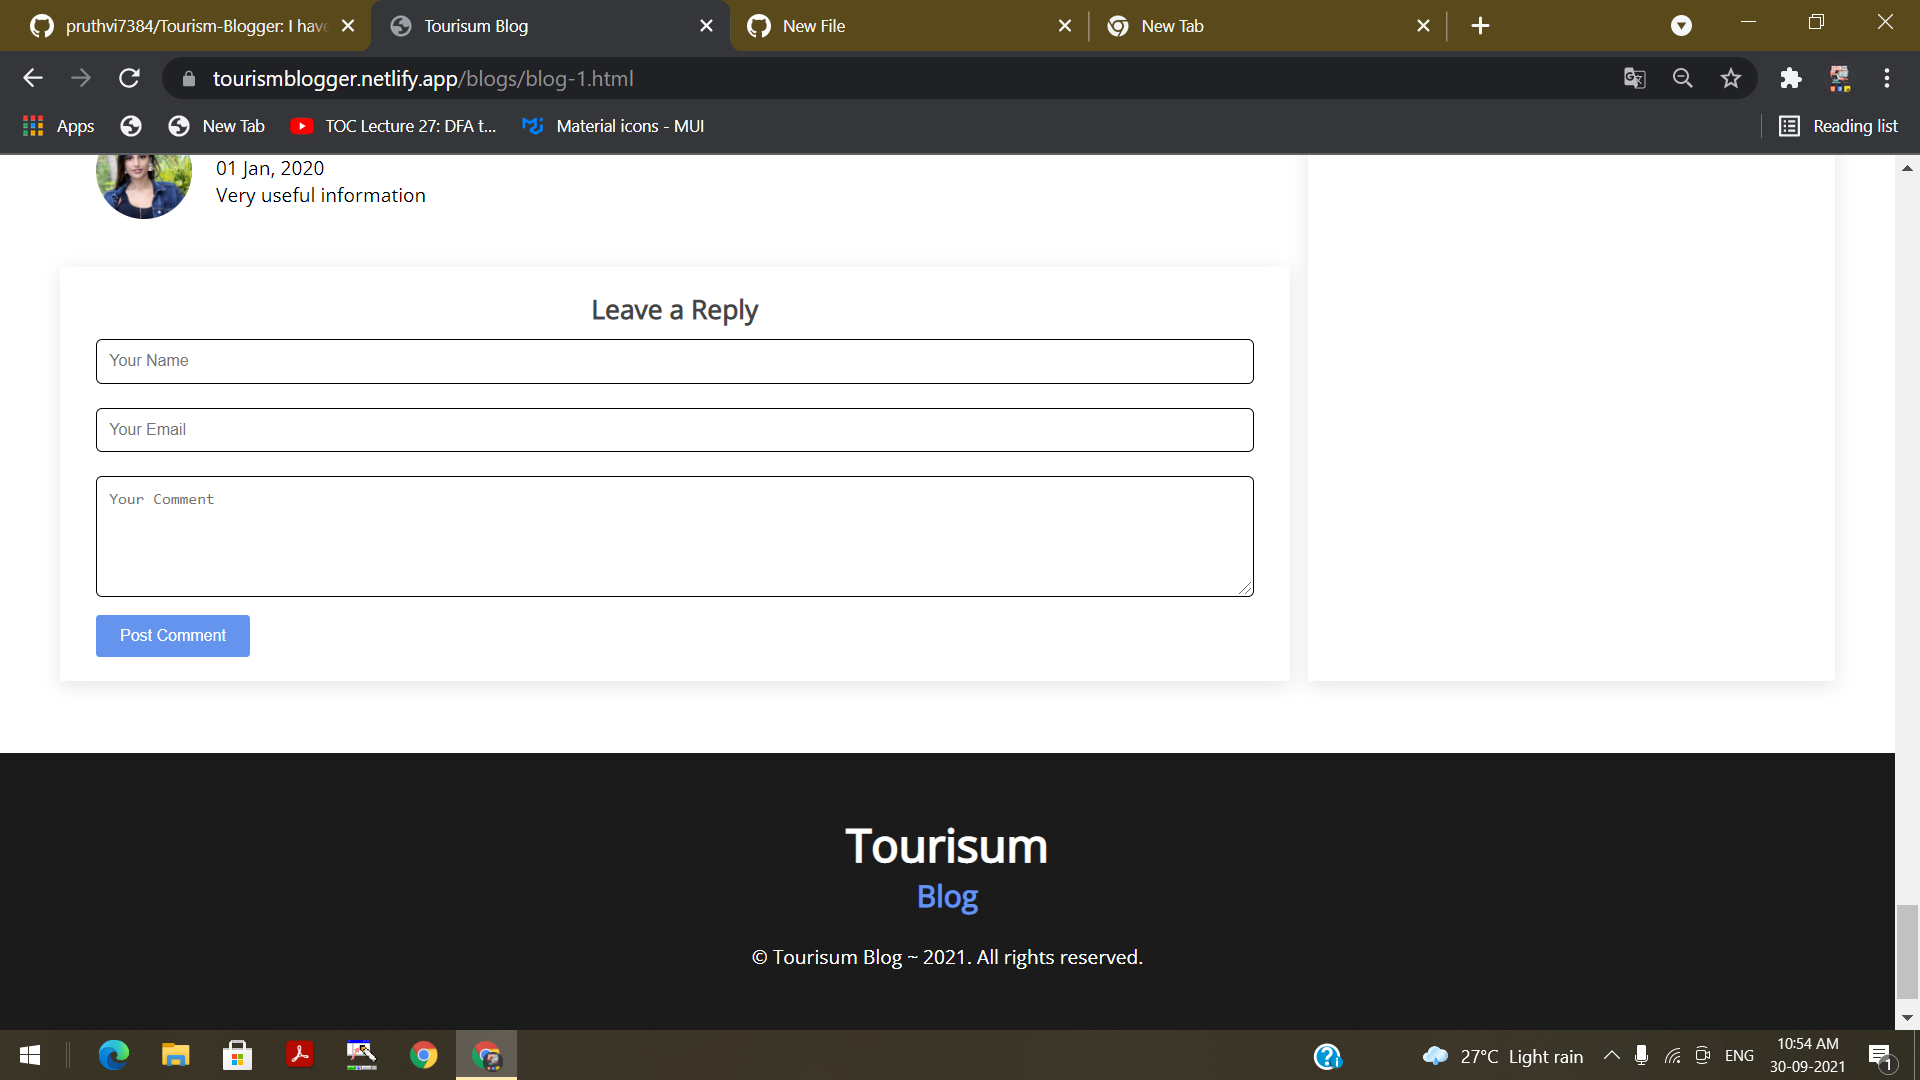 pruthvi7384/Tourism-Blogger: I have
Tourisum Blog
New File
New Tab
tourismblogger.netlify.app/blogs/blog-1.html
Apps
New Tab
TOC Lecture 27: DFA t...
Material icons - MUI
Reading list
01 Jan, 2020
Very useful information
Leave a Reply
Your Name
Your Email
Your Comment
Post Comment
Tourisum
Blog
© Tourisum Blog ~ 2021. All rights reserved.
27°C Light rain
ENG
10:54 AM
30-09-2021
1